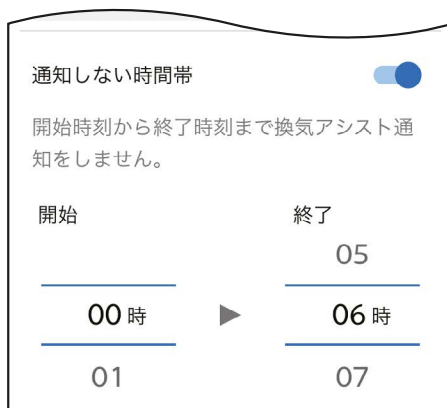 通知しない時間帯
開始時刻から終了時刻まで換気アシスト通
知をしません。
開始 終了
05
00 時 ▶ 06 時
01 07